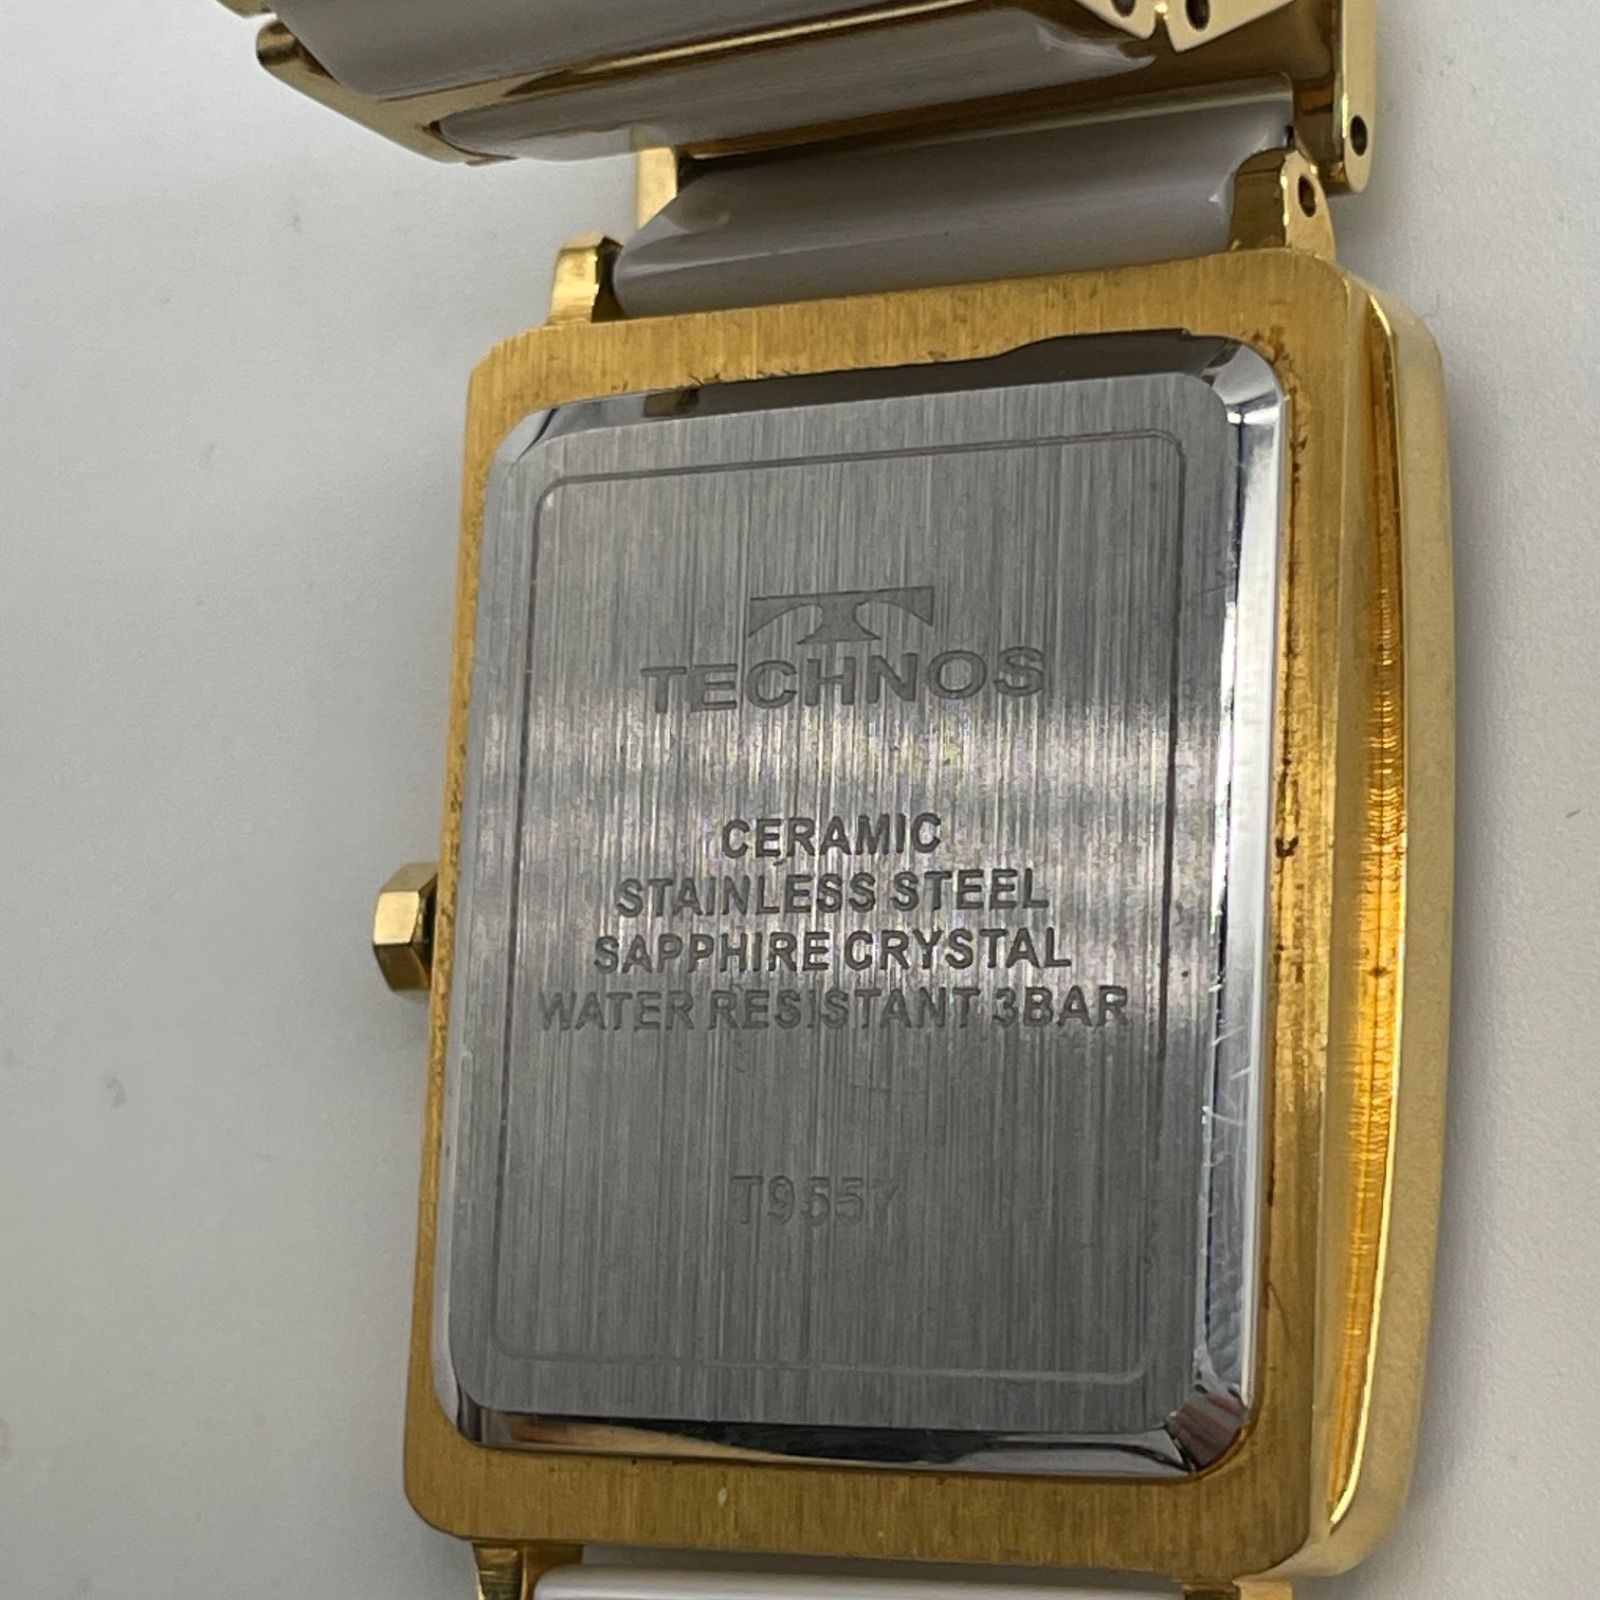 TECHNOS
CERAMIC
STAINLESS STEEL
SAPPHIRE CRYSTAL
WATER RESISTANT 3BAR
T9557